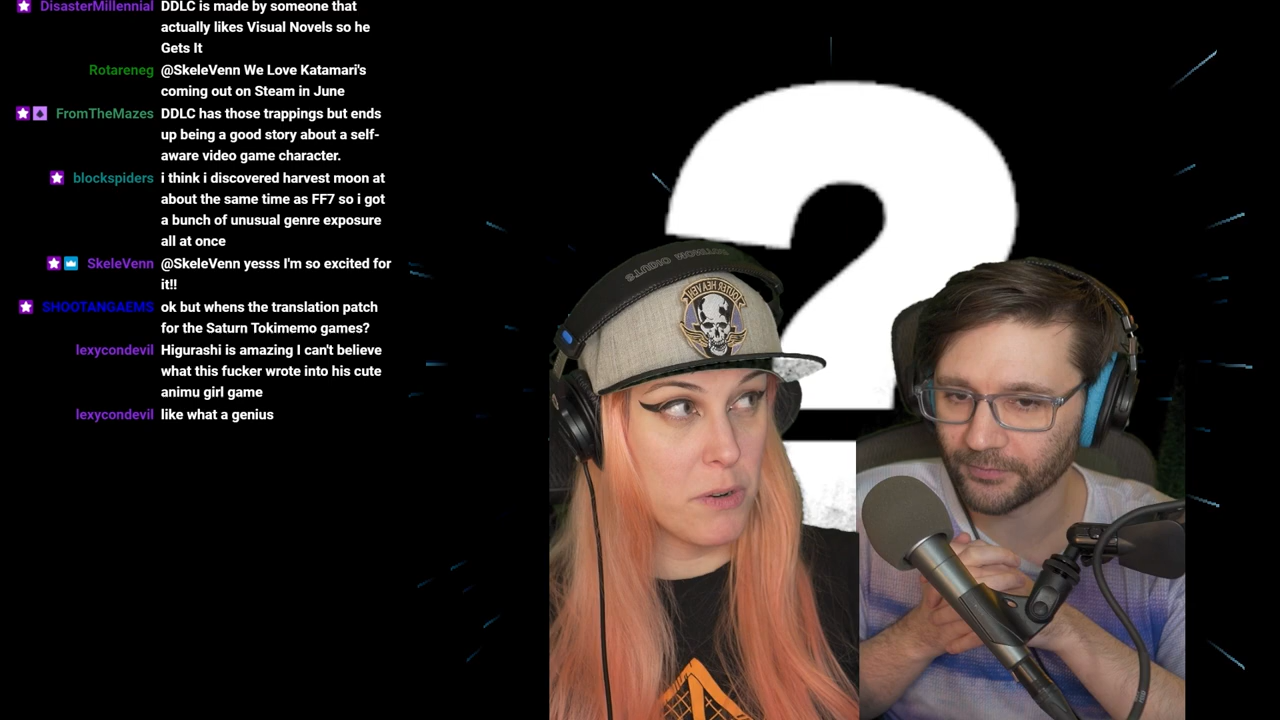 DisasterMillennial DDLC is made by someone that
actually likes Visual Novels so he
Gets It
Rotareneg @SkeleVenn We Love Katamari's
coming out on Steam in June
FromTheMazes DDLC has those trappings but ends
up being a good story about a self-
aware video game character.
blockspiders i think i discovered harvest moon at
about the same time as FF7 so i got
a bunch of unusual genre exposure
all at once
SkeleVenn @SkeleVenn yesss I'm so excited for
it!!
SHOOTANGAEMS ok but whens the translation patch
for the Saturn Tokimemo games?
lexycondevil Higurashi is amazing I can't believe
what this fucker wrote into his cute
animu girl game
lexycondevil like what a genius
?
OUTER HEAVEN